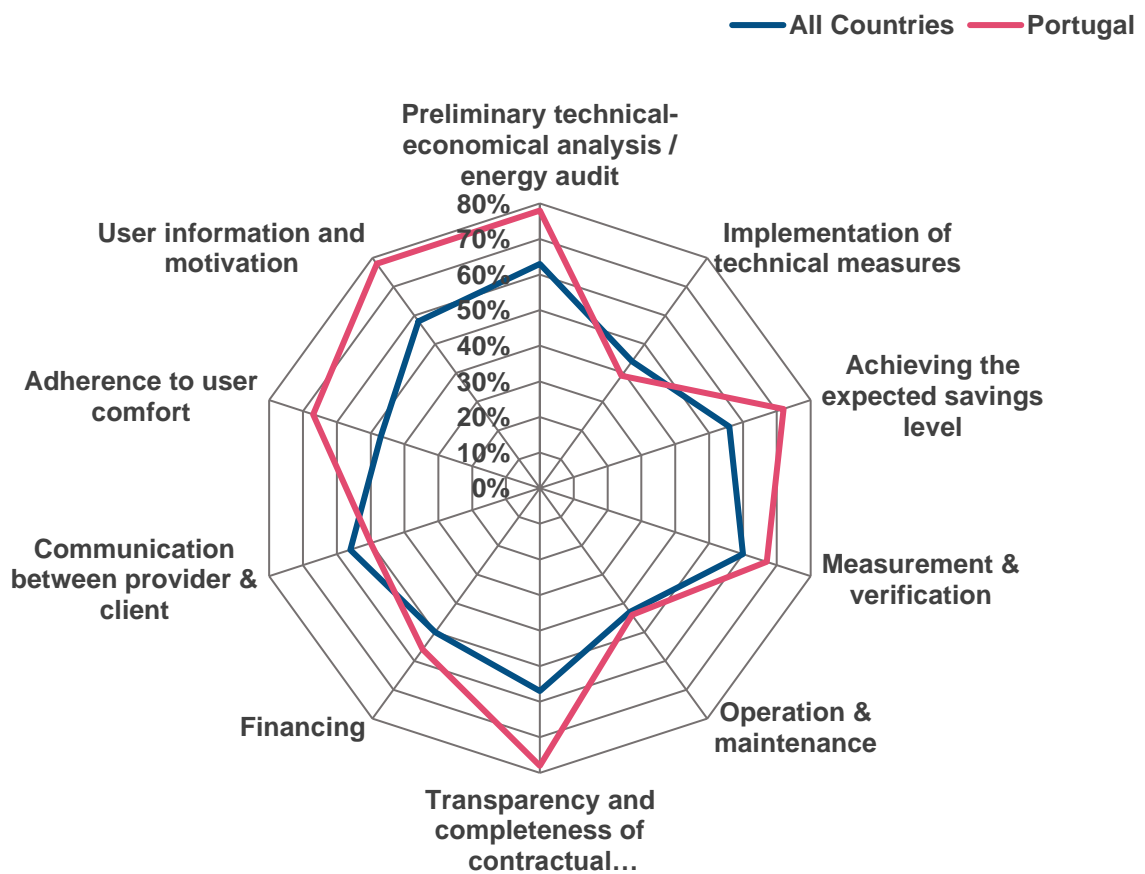 All Countries
Portugal
Preliminary technical-
economical analysis /
energy audit
80%
70%
60%
50%
40%
30%
20%
10%
0%
Implementation of
technical measures
Achieving the
expected savings
level
Measurement &
verification
Operation &
maintenance
Transparency and
completeness of
contractual…
Financing
Communication
between provider &
client
Adherence to user
comfort
User information and
motivation